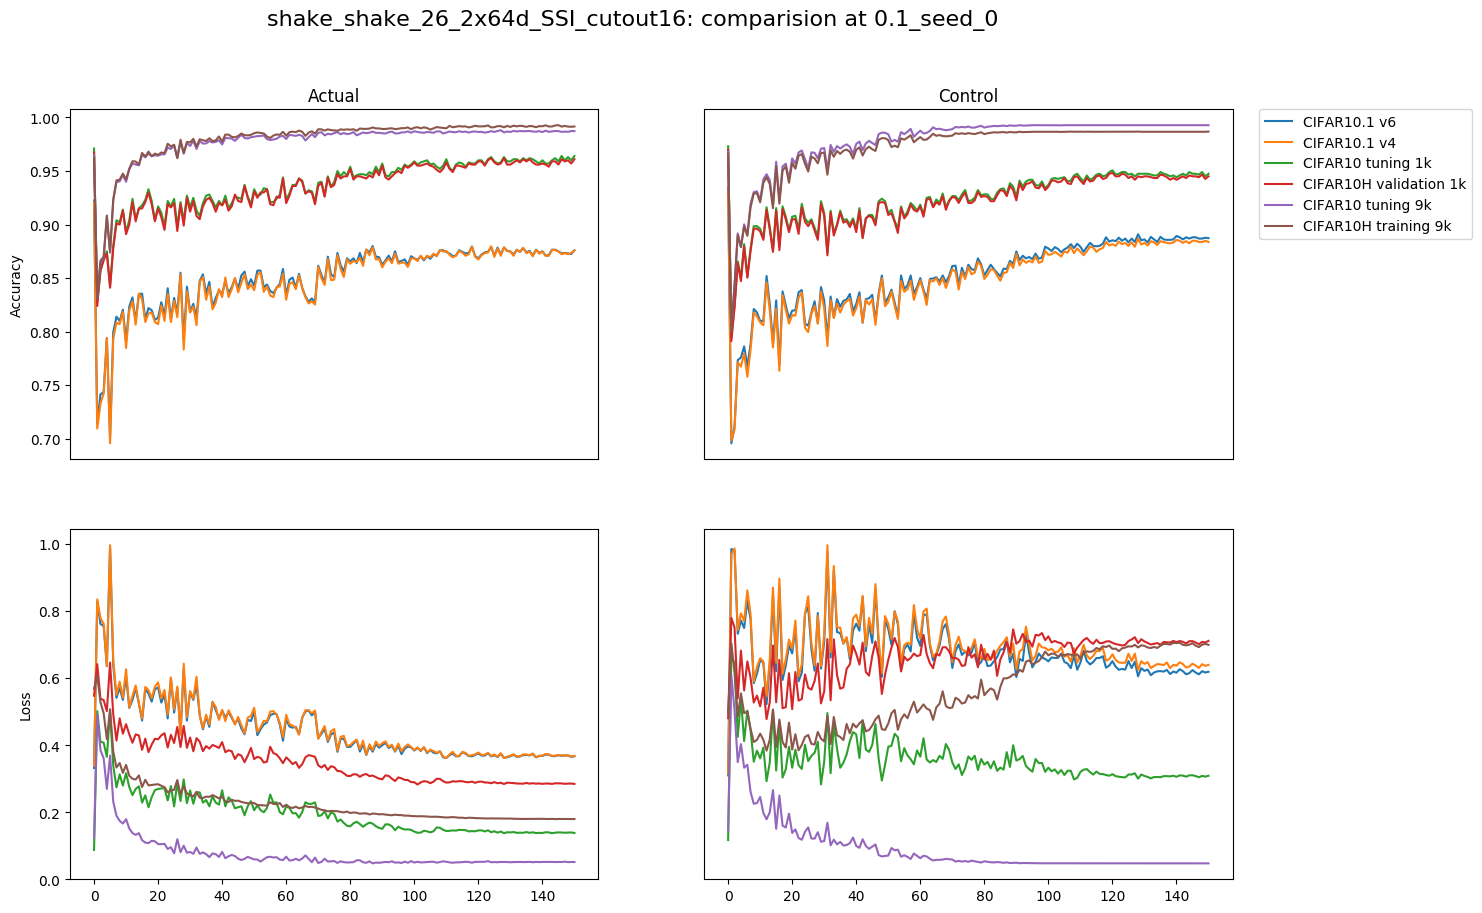 shake_shake_26_2x64d_SSI_cutout16: comparision at 0.1_seed_0
Actual
Control
Accuracy
1.00
0.95
0.90
0.85
0.80
0.75
0.70
CIFAR10.1 v6
CIFAR10.1 v4
CIFAR10 tuning 1k
CIFAR10H validation 1k
CIFAR10 tuning 9k
CIFAR10H training 9k
Loss
1.0
0.8
0.6
0.4
0.2
0.0
0 20 40 60 80 100 120 140
0 20 40 60 80 100 120 140